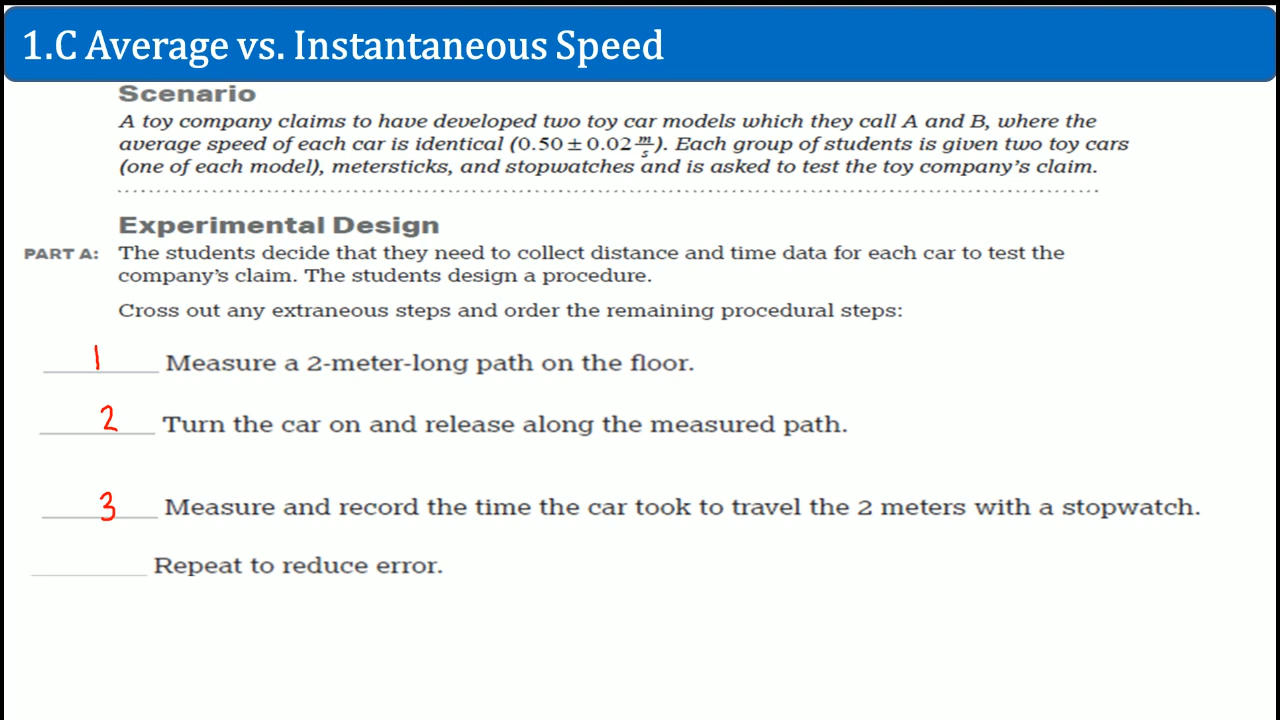 1.C Average vs. Instantaneous Speed
Scenario
A toy company claims to have developed two toy car models which they call A and B, where the
average speed of each car is identical (0.50 ± 0.02 m/s). Each group of students is given two toy cars
(one of each model), metersticks, and stopwatches and is asked to test the toy company's claim.
Experimental Design
PART A: The students decide that they need to collect distance and time data for each car to test the
company's claim. The students design a procedure.
Cross out any extraneous steps and order the remaining procedural steps:
1 Measure a 2-meter-long path on the floor.
2 Turn the car on and release along the measured path.
3 Measure and record the time the car took to travel the 2 meters with a stopwatch.
Repeat to reduce error.